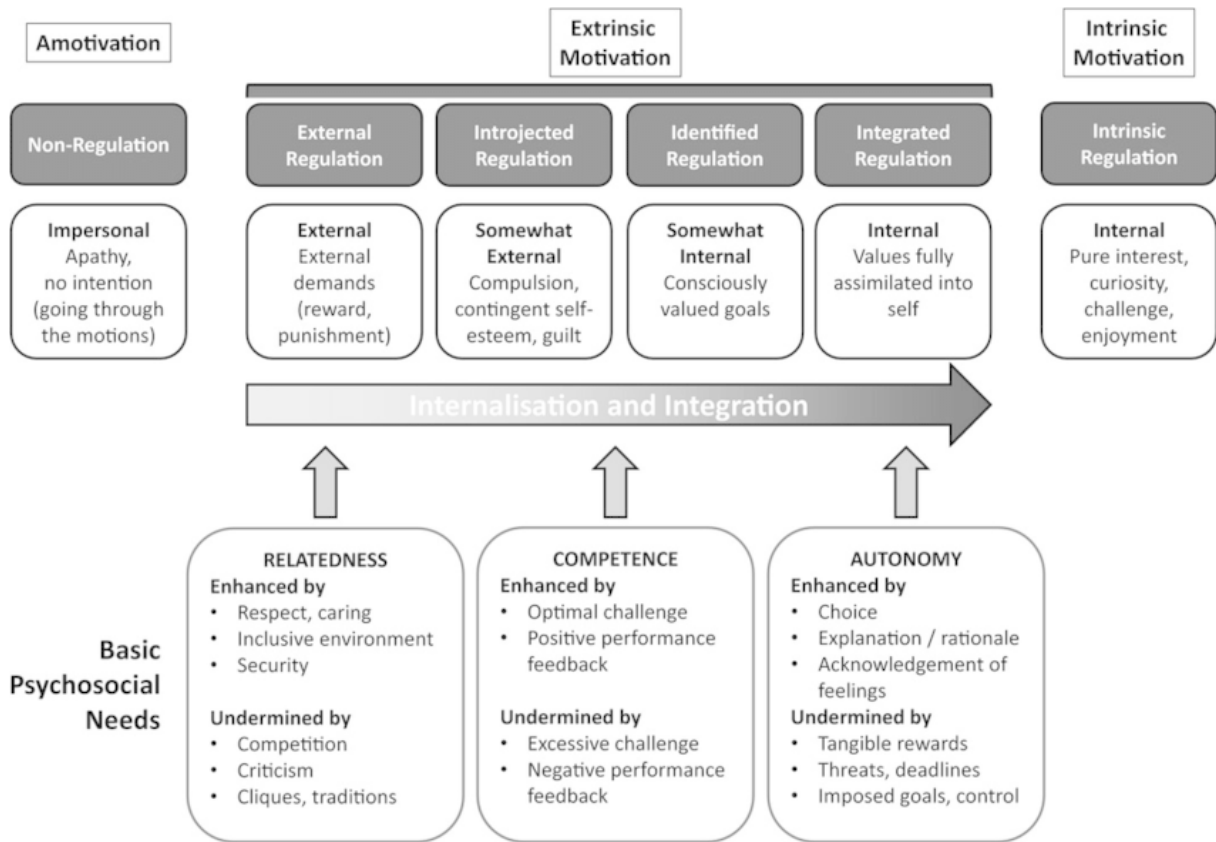 Amotivation
Extrinsic
Motivation
Intrinsic
Motivation
Non-Regulation
External
Regulation
Introjected
Regulation
Identified
Regulation
Integrated
Regulation
Intrinsic
Regulation
Impersonal
Apathy,
no intention
(going through
the motions)
External
External
demands
(reward,
punishment)
Somewhat
External
Compulsion,
contingent self-
esteem, guilt
Somewhat
Internal
Consciously
valued goals
Internal
Values fully
assimilated into
self
Internal
Pure interest,
curiosity,
challenge,
enjoyment
Internalisation and Integration
Basic
Psychosocial
Needs
RELATEDNESS
Enhanced by
• Respect, caring
• Inclusive environment
• Security
Undermined by
• Competition
• Criticism
• Cliques, traditions
COMPETENCE
Enhanced by
• Optimal challenge
• Positive performance
feedback
Undermined by
• Excessive challenge
• Negative performance
feedback
AUTONOMY
Enhanced by
• Choice
• Explanation / rationale
• Acknowledgement of
feelings
Undermined by
• Tangible rewards
• Threats, deadlines
• Imposed goals, control